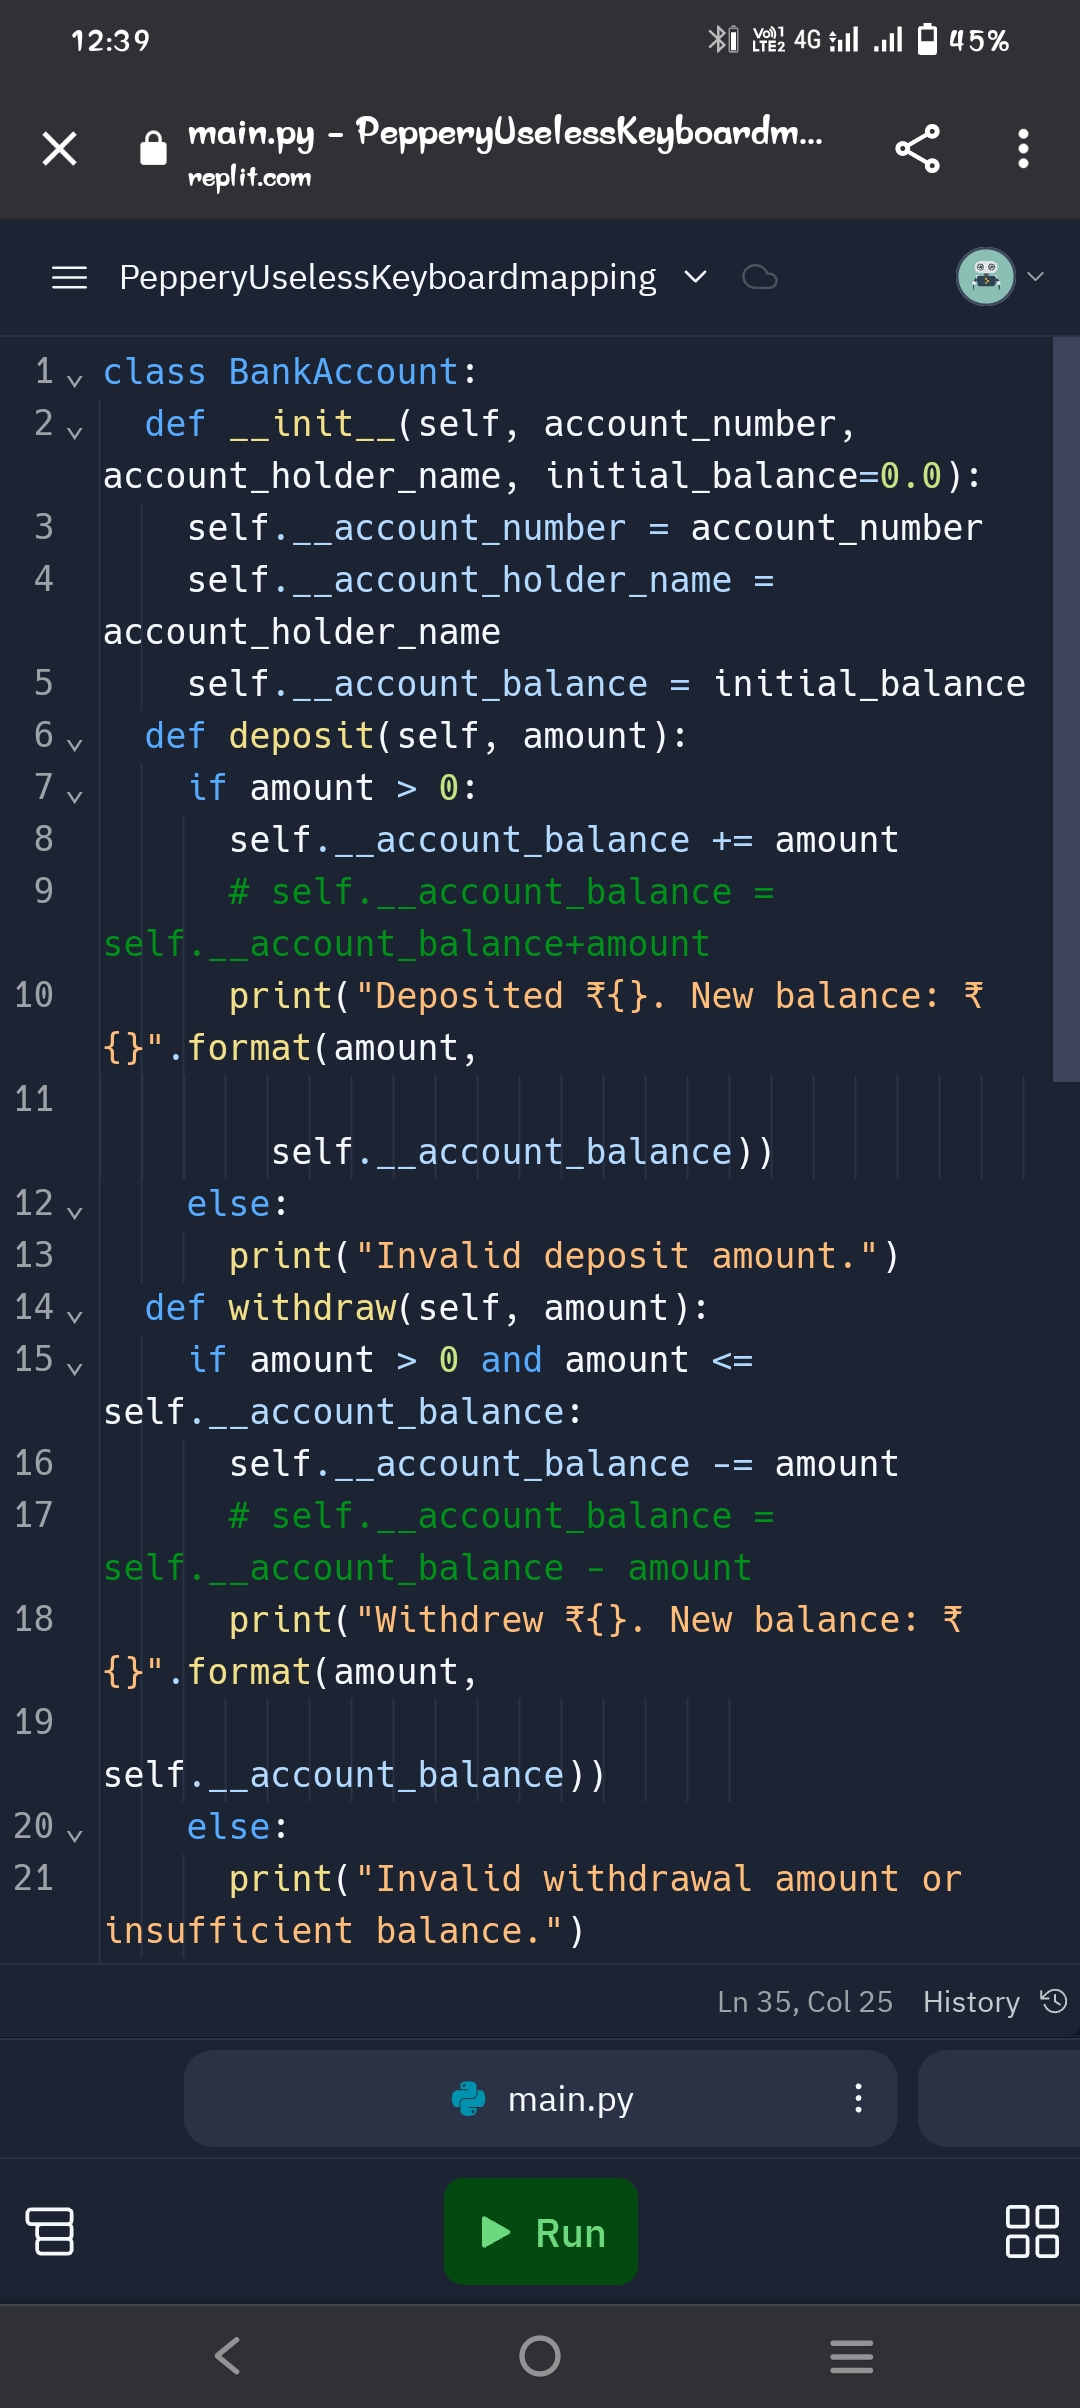 12:39
Vo))1 LTE2 4G 45%
main.py - PepperyUselessKeyboardm...
replit.com
PepperyUselessKeyboardmapping
1 class BankAccount:
2 def __init__(self, account_number,
account_holder_name, initial_balance=0.0):
3 self.__account_number = account_number
4 self.__account_holder_name =
account_holder_name
5 self.__account_balance = initial_balance
6 def deposit(self, amount):
7 if amount > 0:
8 self.__account_balance += amount
9 # self.__account_balance =
self.__account_balance+amount
10 print("Deposited ₹{}. New balance: ₹
{}".format(amount,
11
self.__account_balance))
12 else:
13 print("Invalid deposit amount.")
14 def withdraw(self, amount):
15 if amount > 0 and amount <=
self.__account_balance:
16 self.__account_balance -= amount
17 # self.__account_balance =
self.__account_balance - amount
18 print("Withdrew ₹{}. New balance: ₹
{}".format(amount,
19
self.__account_balance))
20 else:
21 print("Invalid withdrawal amount or
insufficient balance.")
Ln 35, Col 25 History
main.py
Run